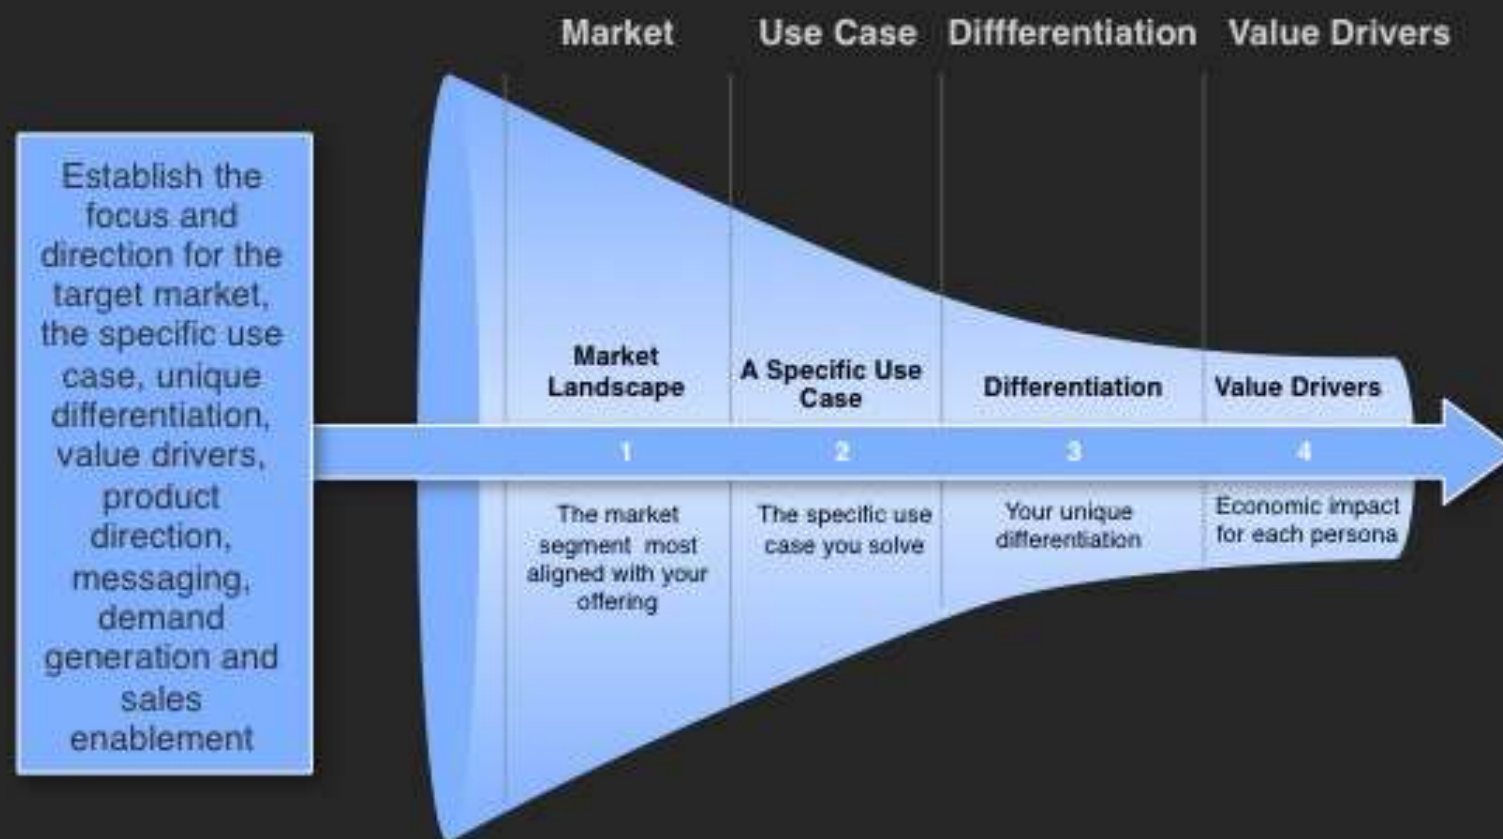 Market
Use Case
Diffferentiation
Value Drivers
Establish the
focus and
direction for the
target market,
the specific use
case, unique
differentiation,
value drivers,
product
direction,
messaging,
demand
generation and
sales
enablement
Market
Landscape
A Specific Use
Case
Differentiation
Value Drivers
1
2
3
4
The market
segment most
aligned with your
offering
The specific use
case you solve
Your unique
differentiation
Economic impact
for each persona